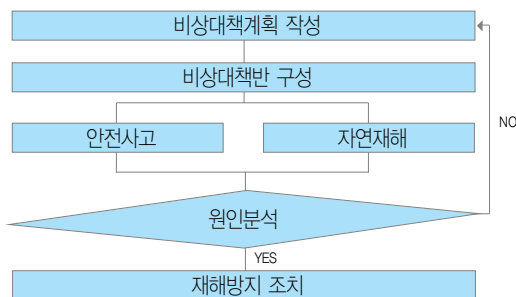 비상대책계획 작성
비상대책반 구성
안전사고 자연재해
NO
원인분석
YES
재해방지 조치